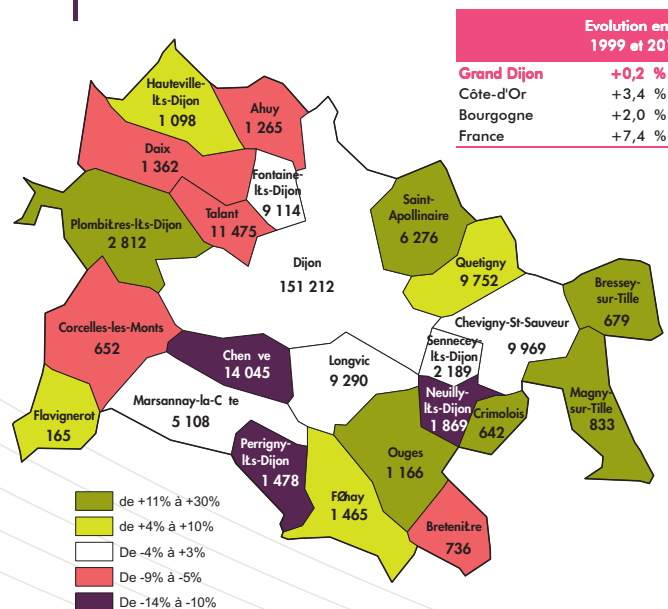 Evolution en
1999 et 201
Grand Dijon +0,2 %
Côte-d'Or +3,4 %
Bourgogne +2,0 %
France +7,4 %
Hauteville-
lŁs-Dijon
1 098
Ahuy
1 265
Daix
1 362
Fontaine-
lŁs-Dijon
9 114
Talant
11 475
PlombiŁres-lŁs-Dijon
2 812
Saint-
Apollinaire
6 276
Quetigny
9 752
Dijon
151 212
Bressey-
sur-Tille
679
Chevigny-St-Sauveur
9 969
Sennecey-
lŁs-Dijon
2 189
Corcelles-les-Monts
652
Chen ve
14 045
Longvic
9 290
Marsannay-la-C te
5 108
Neuilly-
lŁs-Dijon
1 869
Crimolois
642
Magny-
sur-Tille
833
Flavignerot
165
Perrigny-
lŁs-Dijon
1 478
Ouges
1 166
FØnay
1 465
BreteniŁre
736
de +11% à +30%
de +4% à +10%
De -4% à +3%
De -9% à -5%
De -14% à -10%